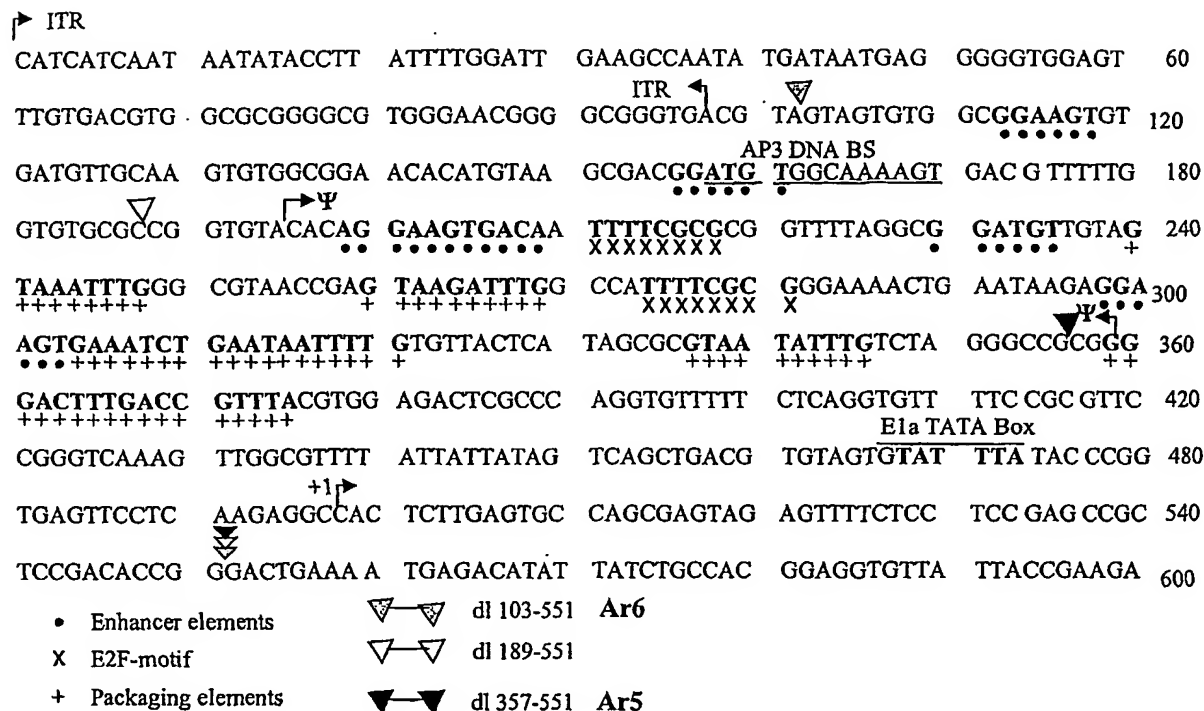 ITR
CATCATCAAT AATATACCTT ATTTTGGATT GAAGCCAATA TGATAATGAG GGGGTGGAGT 60
ITR
TTGTGACGTG GCGCGGGGCG TGGGAACGGG GCGGGTGACG TAGTAGTGTG GCGGAAGTGT 120
AP3 DNA BS
GATGTTGCAA GTGTGGCGGA ACACATGTAA GCGACGGATG TGGCAAAAGT GAC G TTTTTG 180
Ψ
GTGTGCGCCG GTGTACACAG GAAGTGACAA TTTTCGCGCG GTTTTAGGCG GATGTTGTAG 240
TAAATTTGGG CGTAACCGAG TAAGATTTGG CCATTTTCGC GGGAAAACTG AATAAGAGGA 300
Ψ
AGTGAAATCT GAATAATTTT GTGTTACTCA TAGCGCGTAA TATTTGTCTA GGGCCGCGGG 360
GACTTTGACC GTTTACGTGG AGACTCGCCC AGGTGTTTTT CTCAGGTGTT TTC CGC GTTC 420
E1a TATA Box
CGGGTCAAAG TTGGCGTTTT ATTATTATAG TCAGCTGACG TGTAGTGTAT TTATAC CCGG 480
+1
TGAGTTCCTC AAGAGGCCAC TCTTGAGTGC CAGCGAGTAG AGTTTTCTCC TCC GAG CCGC 540
TCCGACACCG GGACTGAAAA TGAGACATAT TATCTGCCAC GGAGGTGTTA TTACCGAAGA 600
• Enhancer elements dl 103-551 Ar6
X E2F-motif dl 189-551
+ Packaging elements dl 357-551 Ar5